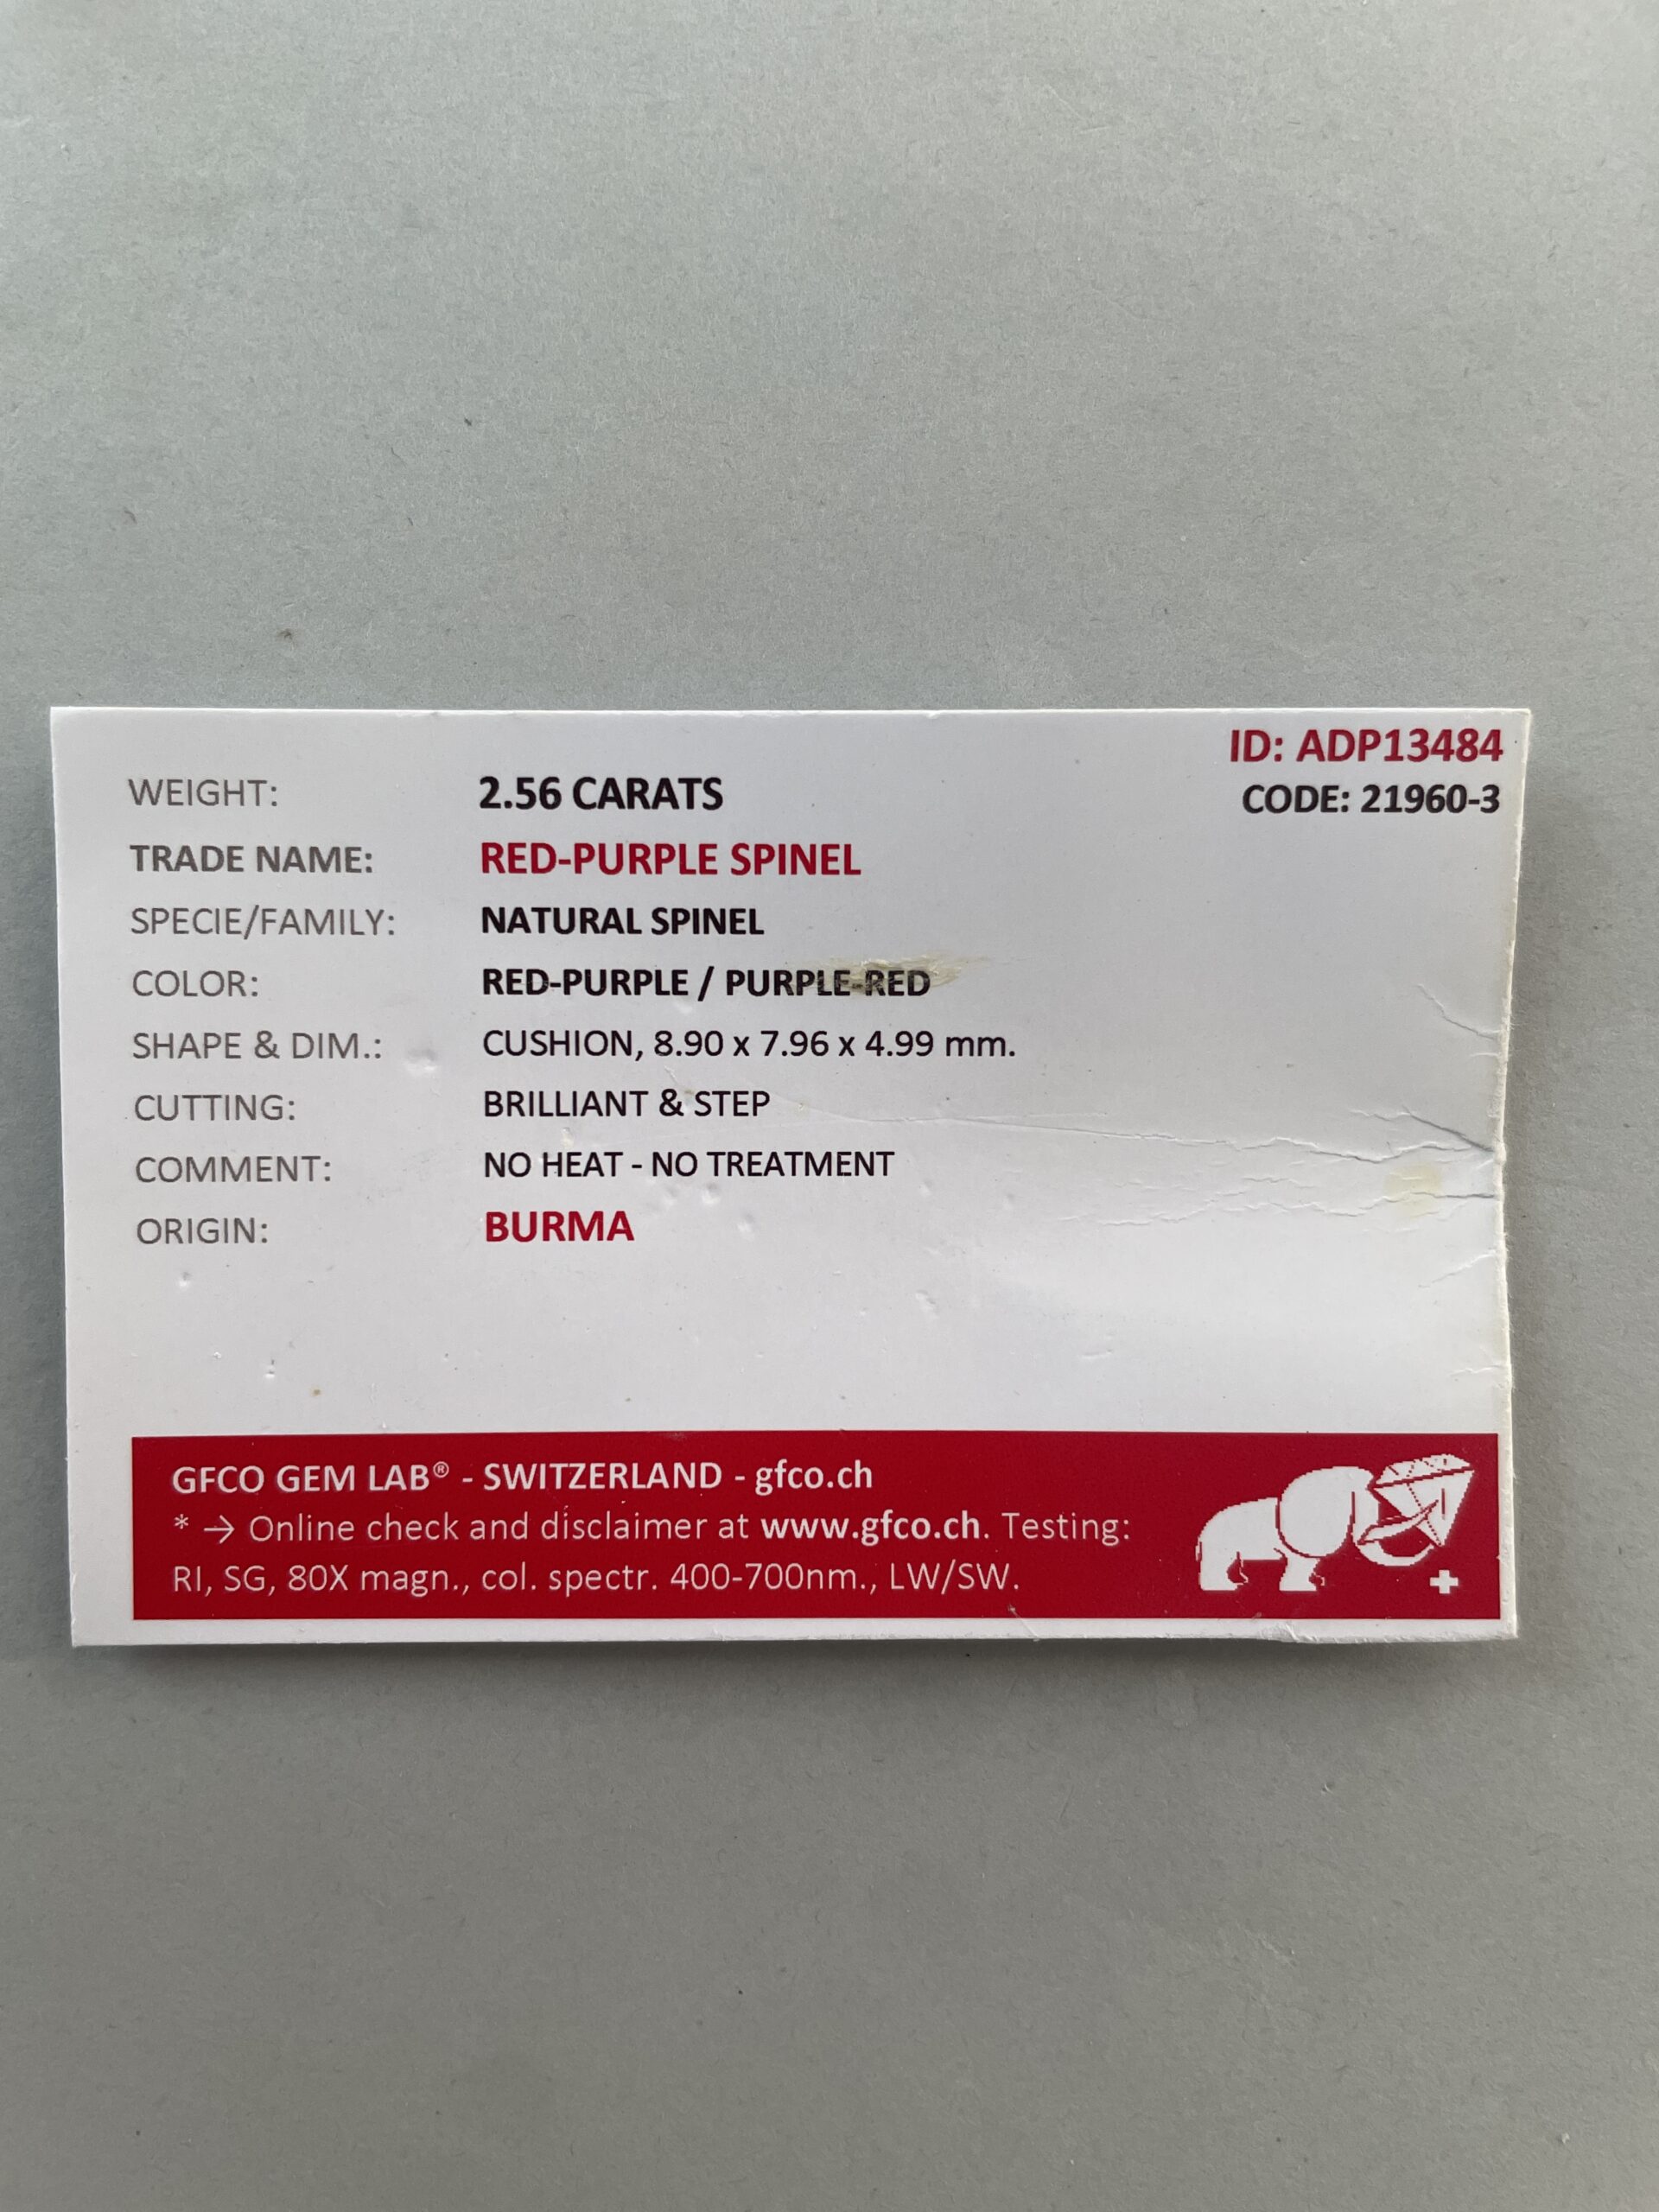 ID: ADP13484
CODE: 21960-3
WEIGHT: 2.56 CARATS
TRADE NAME: RED-PURPLE SPINEL
SPECIE/FAMILY: NATURAL SPINEL
COLOR: RED-PURPLE / PURPLE-RED
SHAPE & DIM.: CUSHION, 8.90 x 7.96 x 4.99 mm.
CUTTING: BRILLIANT & STEP
COMMENT: NO HEAT - NO TREATMENT
ORIGIN: BURMA
GFCO GEM LAB® - SWITZERLAND - gfco.ch
* → Online check and disclaimer at www.gfco.ch. Testing:
RI, SG, 80X magn., col. spectr. 400-700nm., LW/SW.